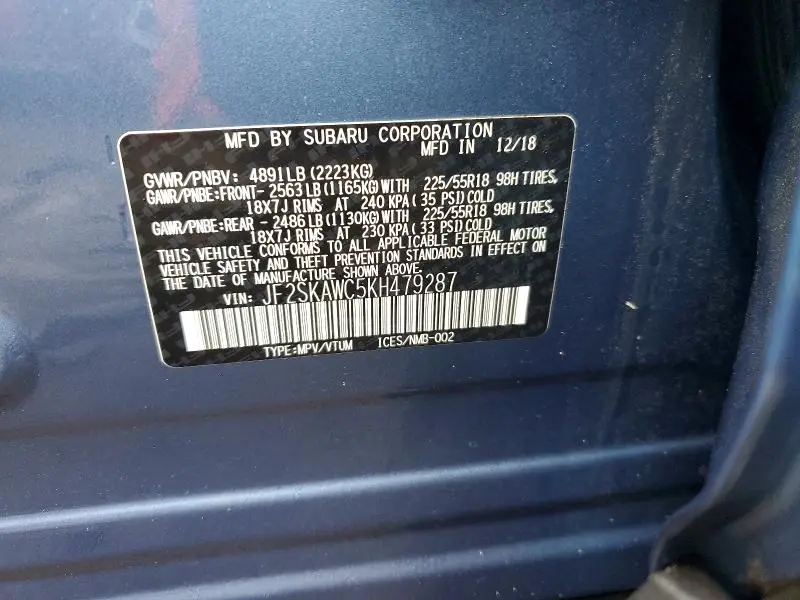 MFD BY SUBARU CORPORATION
MFD IN 12/18
GVWR/PNBV: 4891LB (2223KG)
GAWR/PNBE:FRONT- 2563LB(1165KG)WITH 225/55R18 98H TIRES,
18X7J RIMS AT 240 KPA( 35 PSI)COLD
GAWR/PNBE:REAR - 2486LB(1130KG)WITH 225/55R18 98H TIRES,
18X7J RIMS AT 230 KPA( 33 PSI)COLD
THIS VEHICLE CONFORMS TO ALL APPLICABLE FEDERAL MOTOR
VEHICLE SAFETY AND THEFT PREVENTION STANDARDS IN EFFECT ON
THE DATE OF MANUFACTURE SHOWN ABOVE.
VIN: JF2SKAWC5KH479287
TYPE:MPV/VTUM ICES/NMB-002